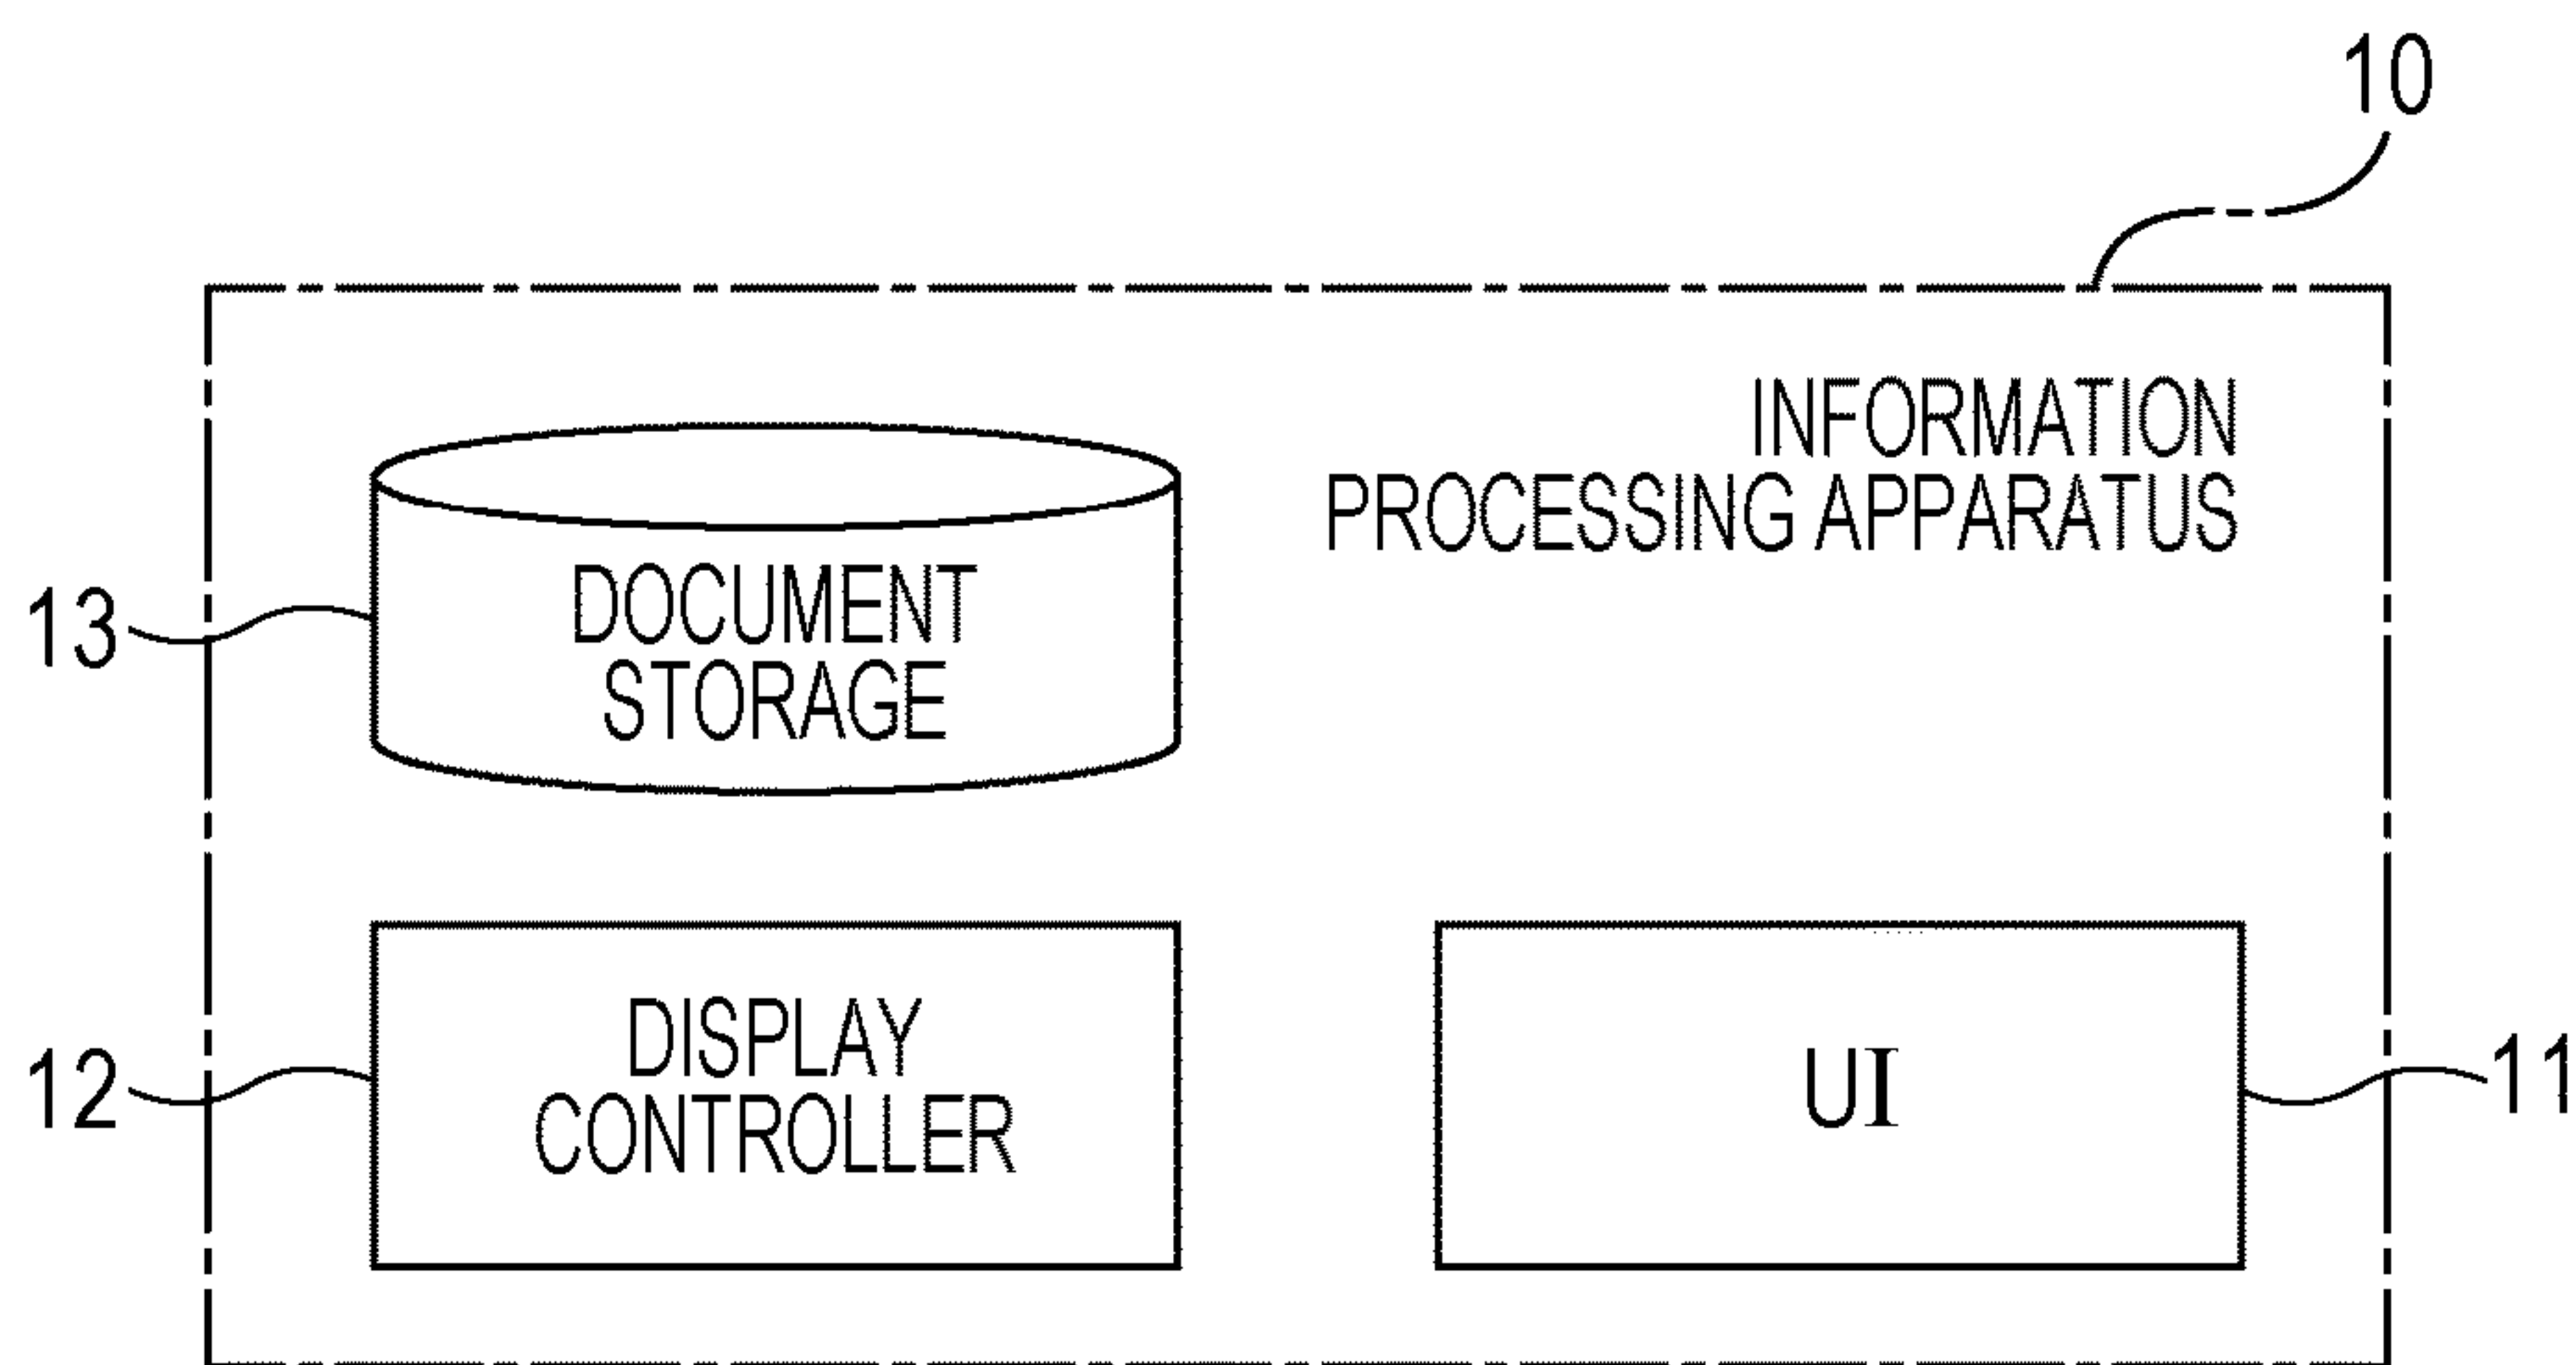 10
INFORMATION
PROCESSING APPARATUS
13
DOCUMENT
STORAGE
12
DISPLAY
CONTROLLER
UI
11